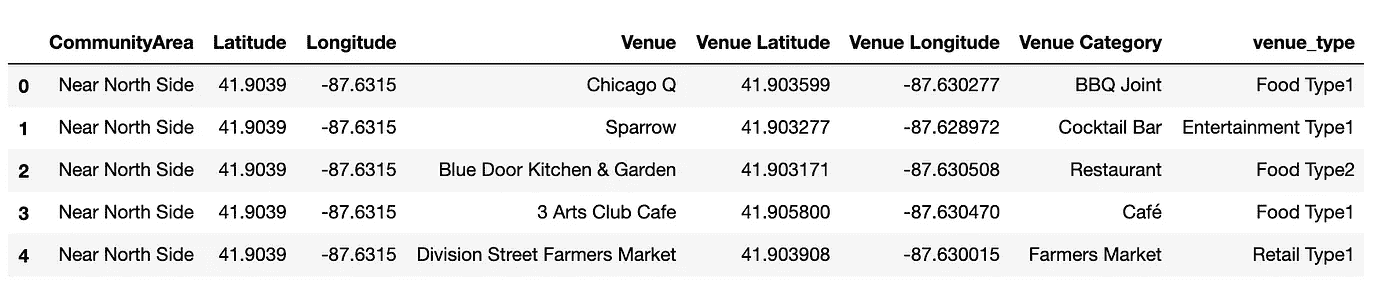 CommunityArea Latitude Longitude Venue Venue Latitude Venue Longitude Venue Category venue_type
0 Near North Side 41.9039 -87.6315 Chicago Q 41.903599 -87.630277 BBQ Joint Food Type1
1 Near North Side 41.9039 -87.6315 Sparrow 41.903277 -87.628972 Cocktail Bar Entertainment Type1
2 Near North Side 41.9039 -87.6315 Blue Door Kitchen & Garden 41.903171 -87.630508 Restaurant Food Type2
3 Near North Side 41.9039 -87.6315 3 Arts Club Cafe 41.905800 -87.630470 Café Food Type1
4 Near North Side 41.9039 -87.6315 Division Street Farmers Market 41.903908 -87.630015 Farmers Market Retail Type1